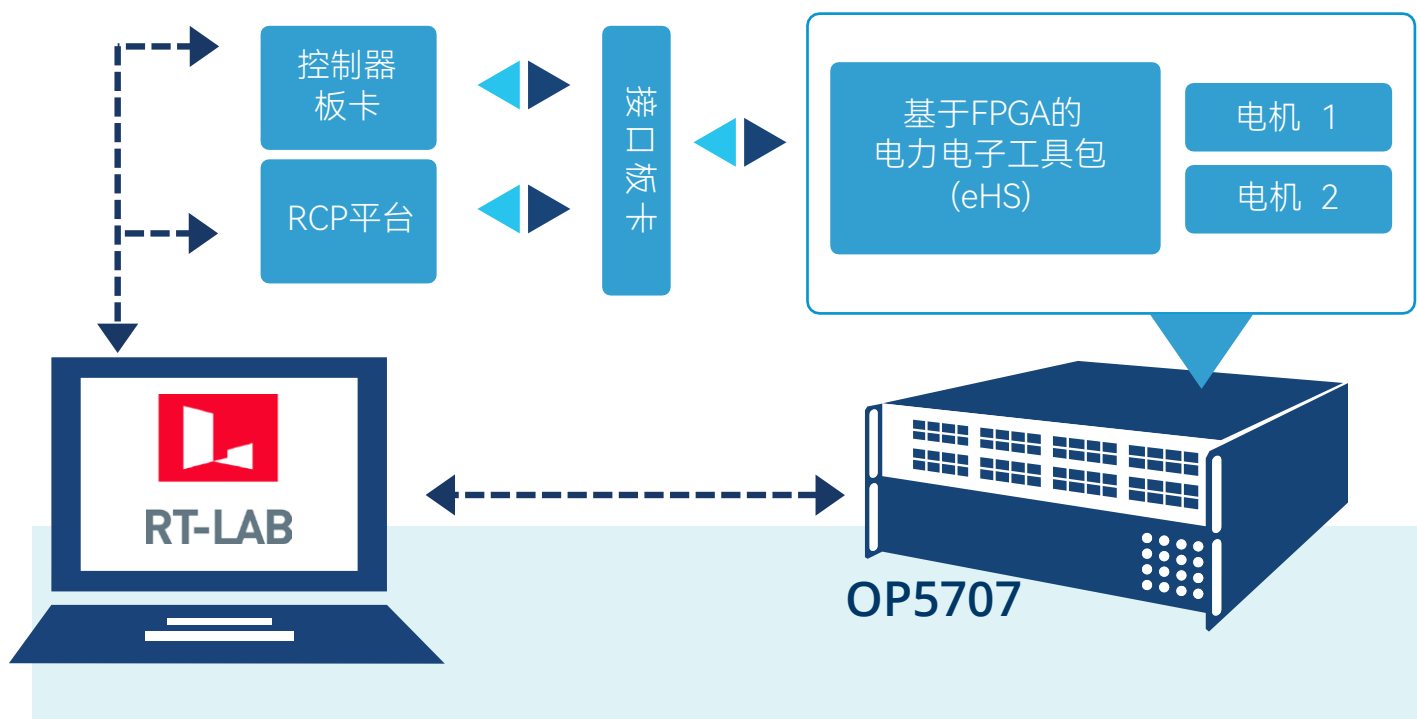 控制器
板卡
RCP平台
接口板卡
基于FPGA的
电力电子工具包
(eHS)
电机 1
电机 2
RT-LAB
OP5707